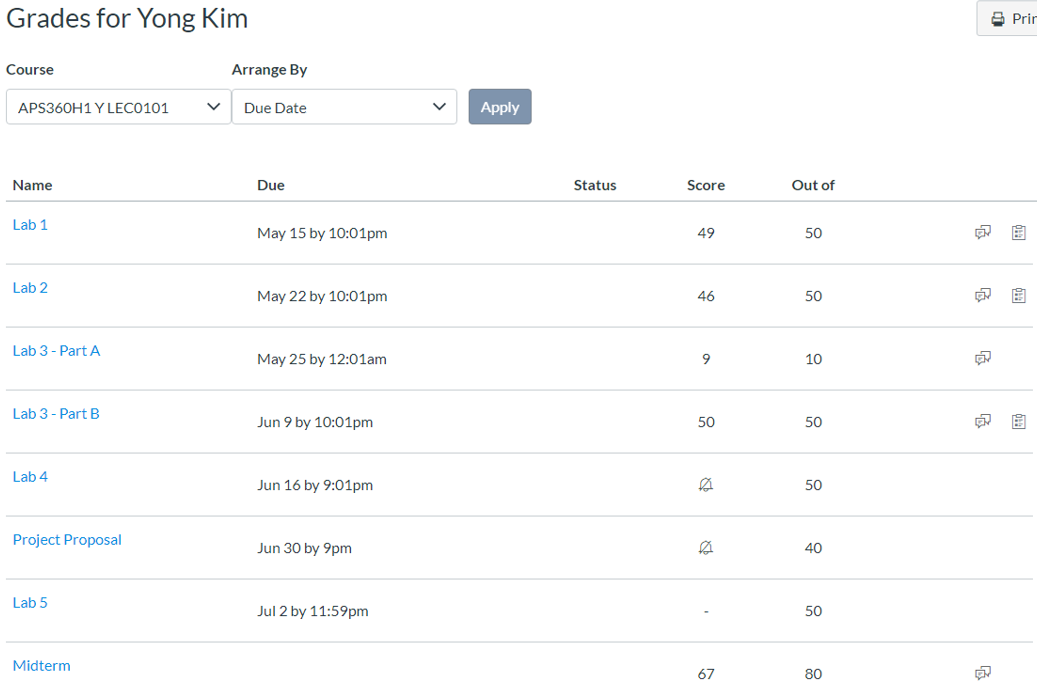 Grades for Yong Kim
Prin
Course Arrange By
APS360H1 Y LEC0101 Due Date Apply
Name Due Status Score Out of
Lab 1 May 15 by 10:01pm 49 50
Lab 2 May 22 by 10:01pm 46 50
Lab 3 - Part A May 25 by 12:01am 9 10
Lab 3 - Part B Jun 9 by 10:01pm 50 50
Lab 4 Jun 16 by 9:01pm 50
Project Proposal Jun 30 by 9pm 40
Lab 5 Jul 2 by 11:59pm - 50
Midterm 67 80